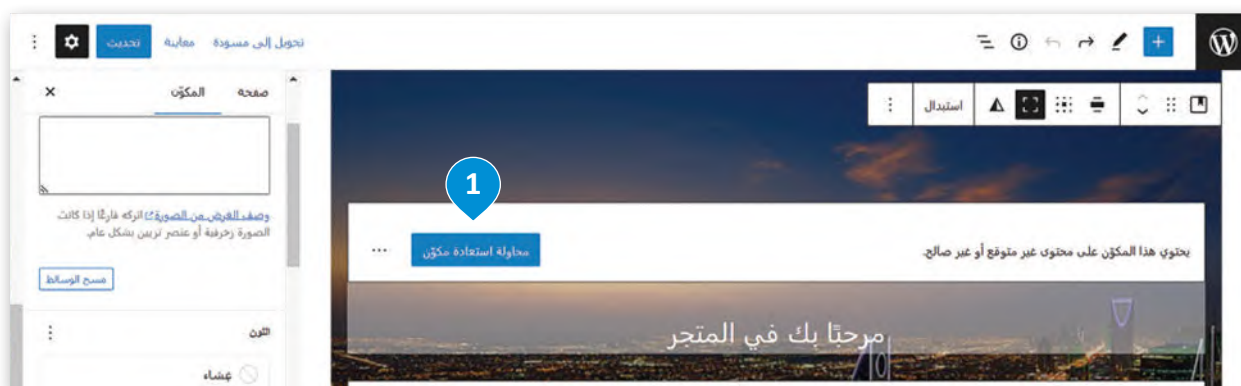 تحويل إلى مسودة معاينة تحديث
صفحة المكوّن
استبدال
1
وصف الغرض من الصورة اتركه فارغًا إذا كانت
الصورة زخرفية أو عنصر تزيين بشكل عام.
يحتوي هذا المكوّن على محتوى غير متوقع أو غير صالح.
محاولة استعادة مكوّن
مسح الوسائط
مرحبًا بك في المتجر
اللون
غشاء